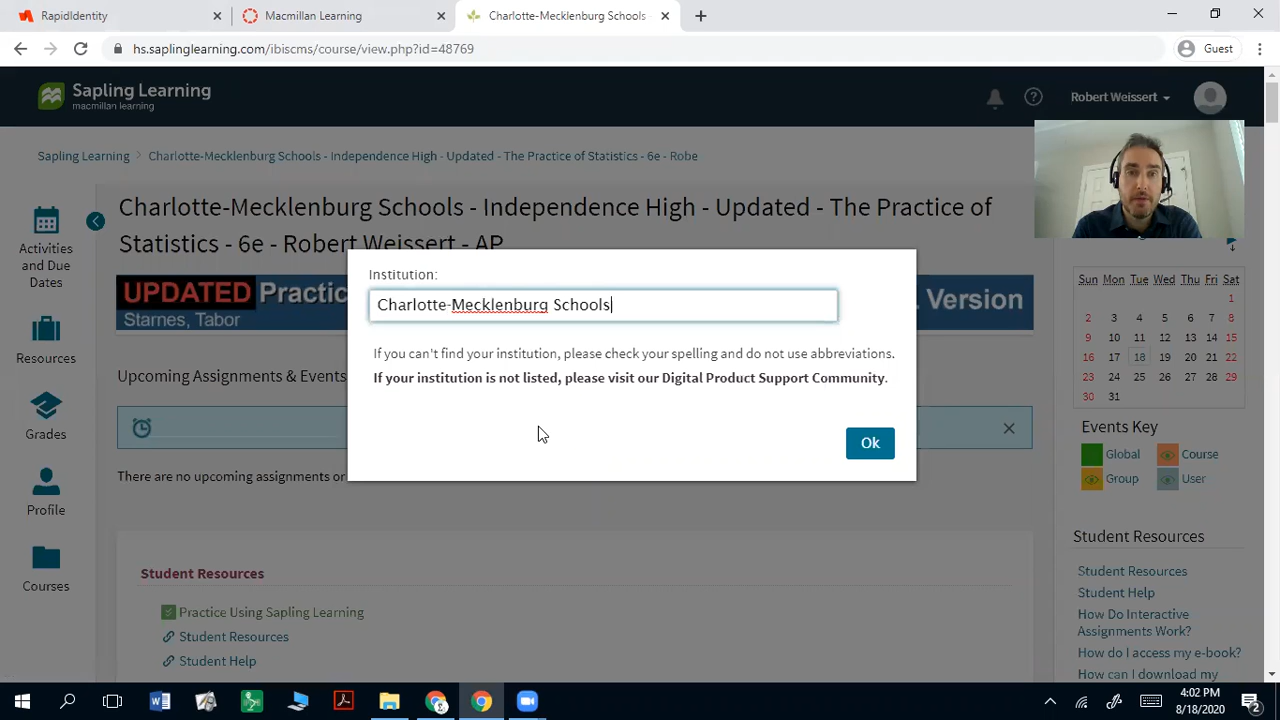 RapidIdentity
Macmillan Learning
Charlotte-Mecklenburg Schools -
hs.saplinglearning.com/ibiscms/course/view.php?id=48769
Guest
Sapling Learning
macmillan learning
Robert Weissert
Sapling Learning
Charlotte-Mecklenburg Schools - Independence High - Updated - The Practice of Statistics - 6e - Robe
Activities and Due Dates
Resources
Grades
Profile
Courses
Charlotte-Mecklenburg Schools - Independence High - Updated - The Practice of
Statistics - 6e - Robert Weissert - AP
UPDATED Practic
L Version
Starnes, Tabor
Institution:
Charlotte-Mecklenburg Schools
If you can't find your institution, please check your spelling and do not use abbreviations.
If your institution is not listed, please visit our Digital Product Support Community.
Ok
Upcoming Assignments & Events
There are no upcoming assignments or
Student Resources
Practice Using Sapling Learning
Student Resources
Student Help
Sun Mon Tue Wed Thu Fri Sat
1
2 3 4 5 6 7 8
9 10 11 12 13 14 15
16 17 18 19 20 21 22
23 24 25 26 27 28 29
30 31
Events Key
Global
Course
Group
User
Student Resources
Student Resources
Student Help
How Do Interactive
Assignments Work?
How do I access my e-book?
How can I download my
4:02 PM
8/18/2020
2